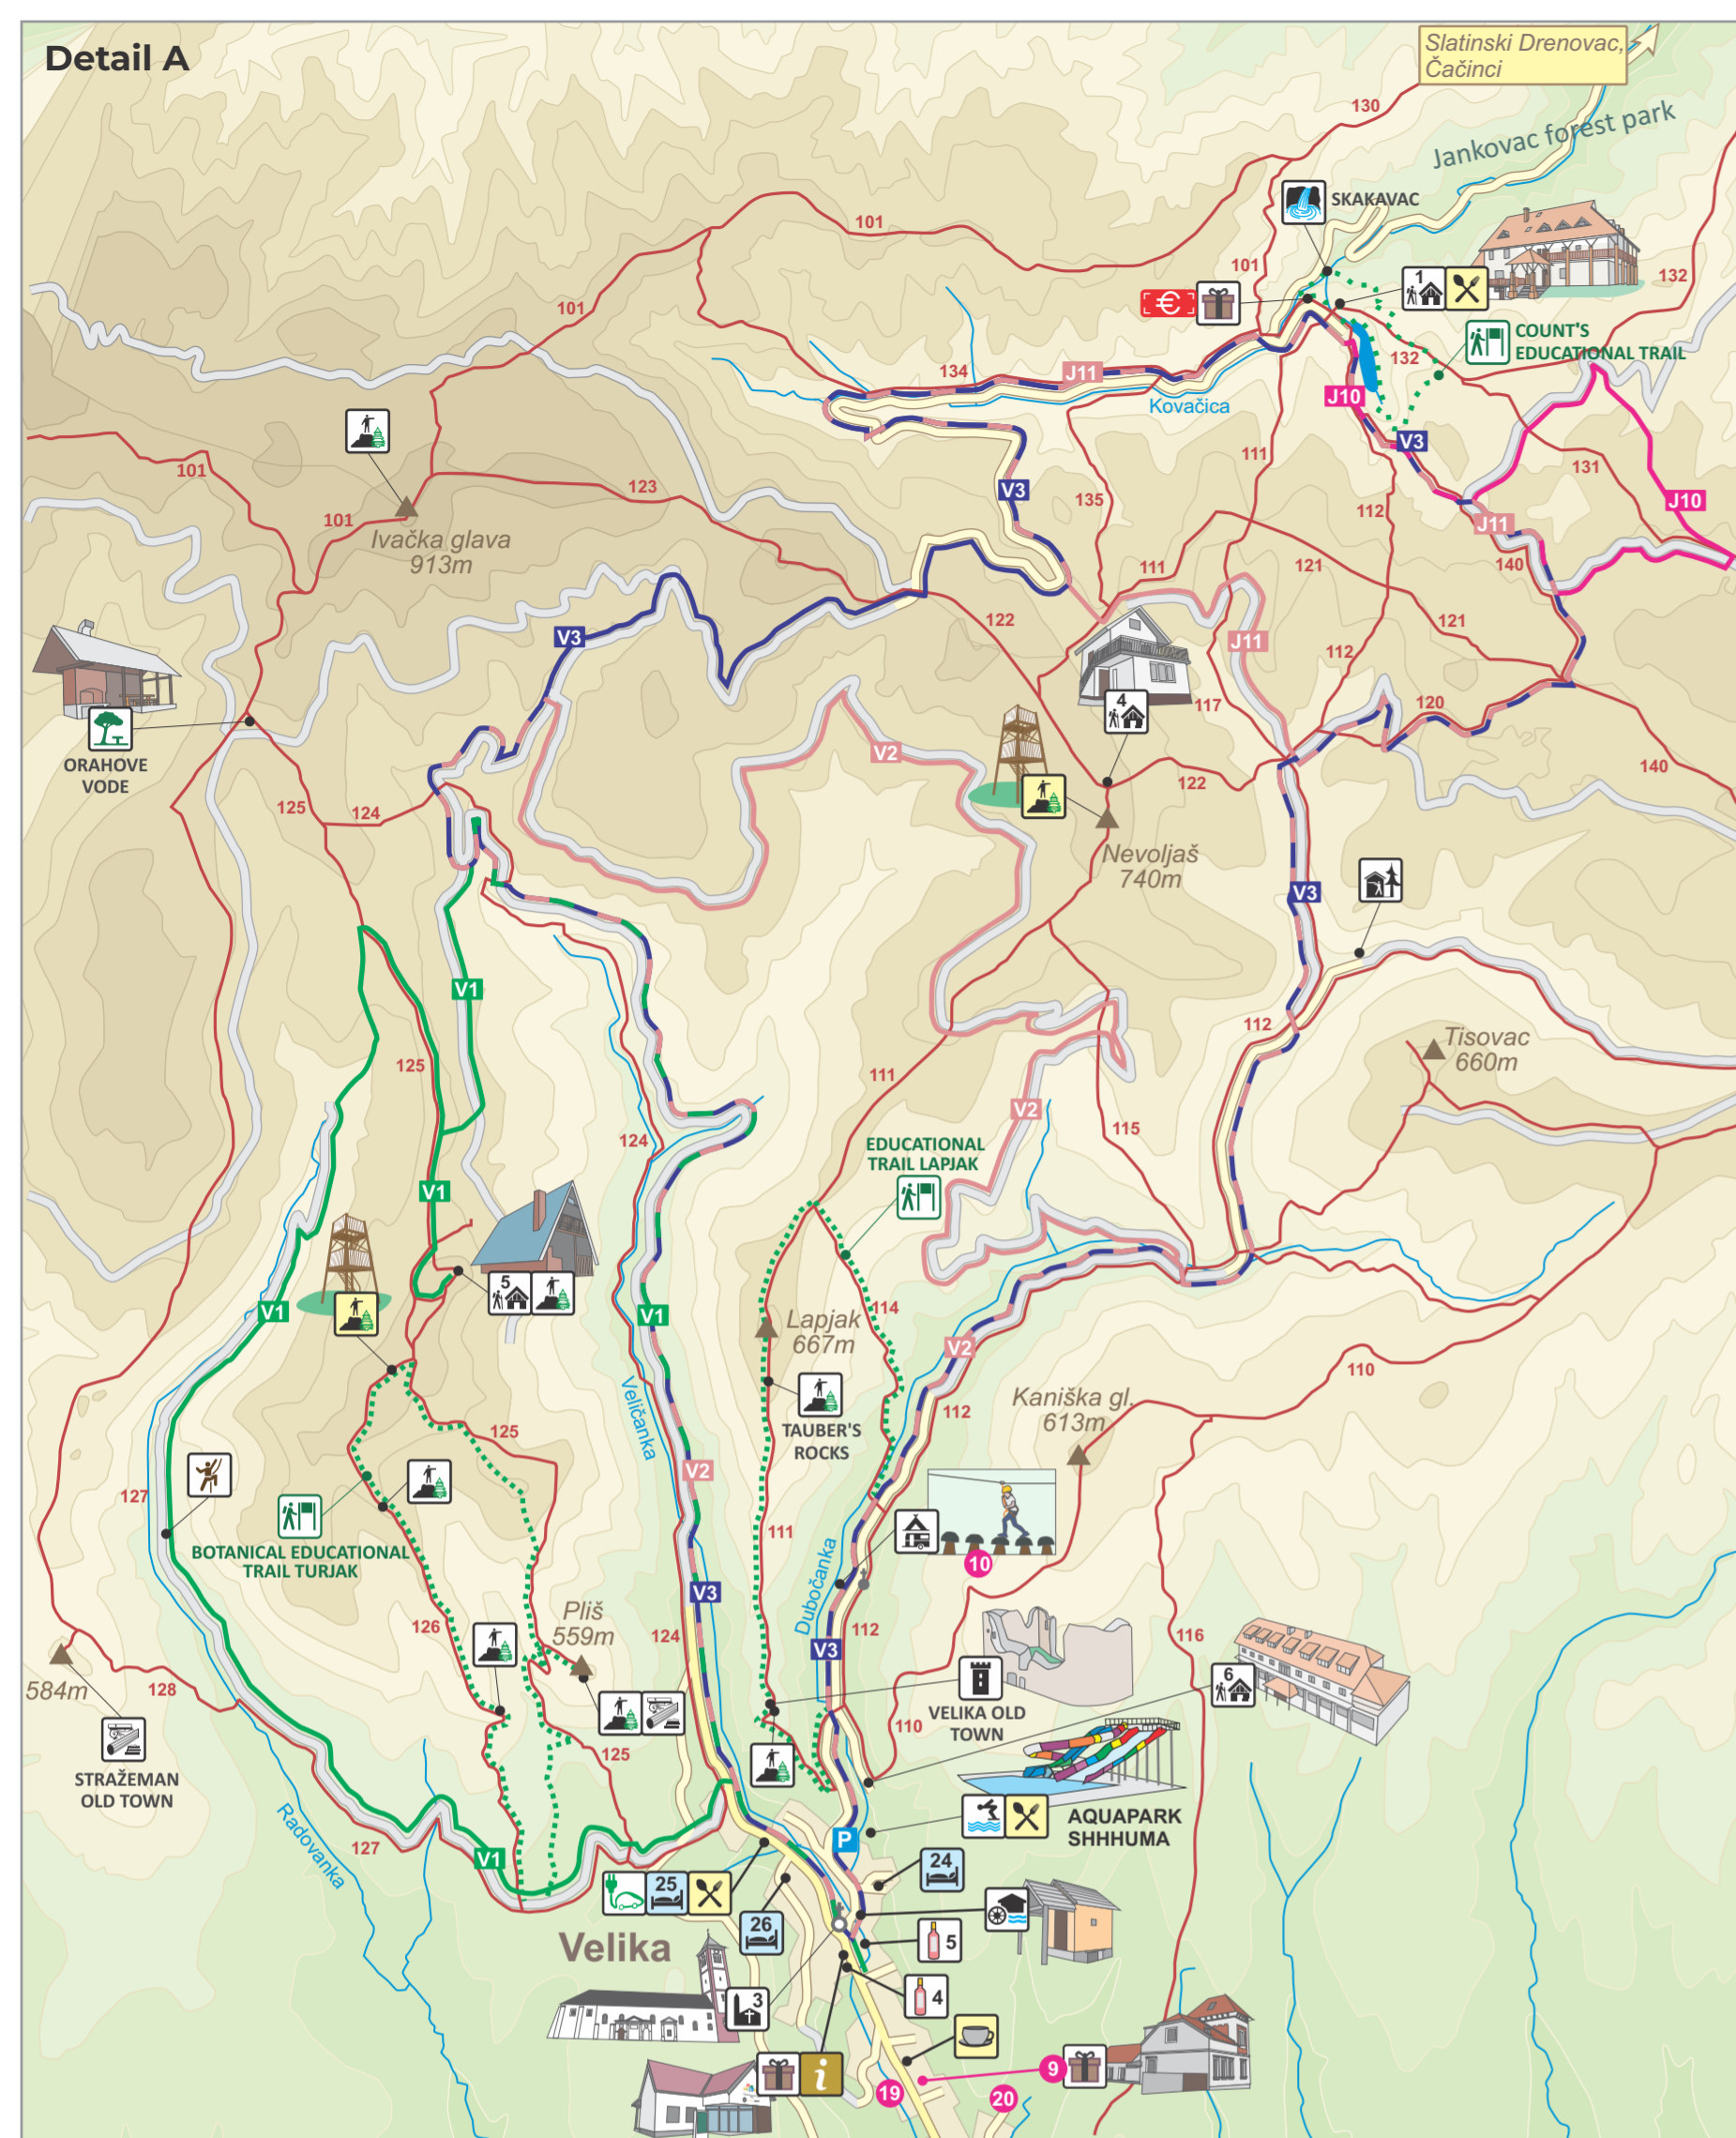 Detail A
Slatinski Drenovac,
Čačinci
Jankovac forest park
130
SKAKAVAC
101
101
132
1
€
101
COUNT'S
EDUCATIONAL TRAIL
132
134
J11
J10
Kovačica
V3
101
123
V3
135
111
112
131
J10
J11
101
Ivačka glava
913m
140
111
121
122
121
V3
J11
112
117
4
120
V2
122
140
ORAHOVE
VODE
125
124
Nevoljaš
740m
V3
V1
112
Tisovac
660m
125
111
V2
115
124
EDUCATIONAL
TRAIL LAPJAK
V1
5
V1
V1
114
Lapjak
667m
V2
110
Veličanka
Kaniška gl.
613m
112
TAUBER'S
ROCKS
125
V2
127
BOTANICAL EDUCATIONAL
TRAIL TURJAK
111
10
Dubočanka
V3
126
Pliš
559m
124
V3
112
116
6
584m
128
VELIKA OLD
TOWN
110
STRAŽEMAN
OLD TOWN
125
AQUAPARK
SHHHUMA
P
Radovanka
127
V1
24
25
26
Velika
5
4
3
i
9
19
20